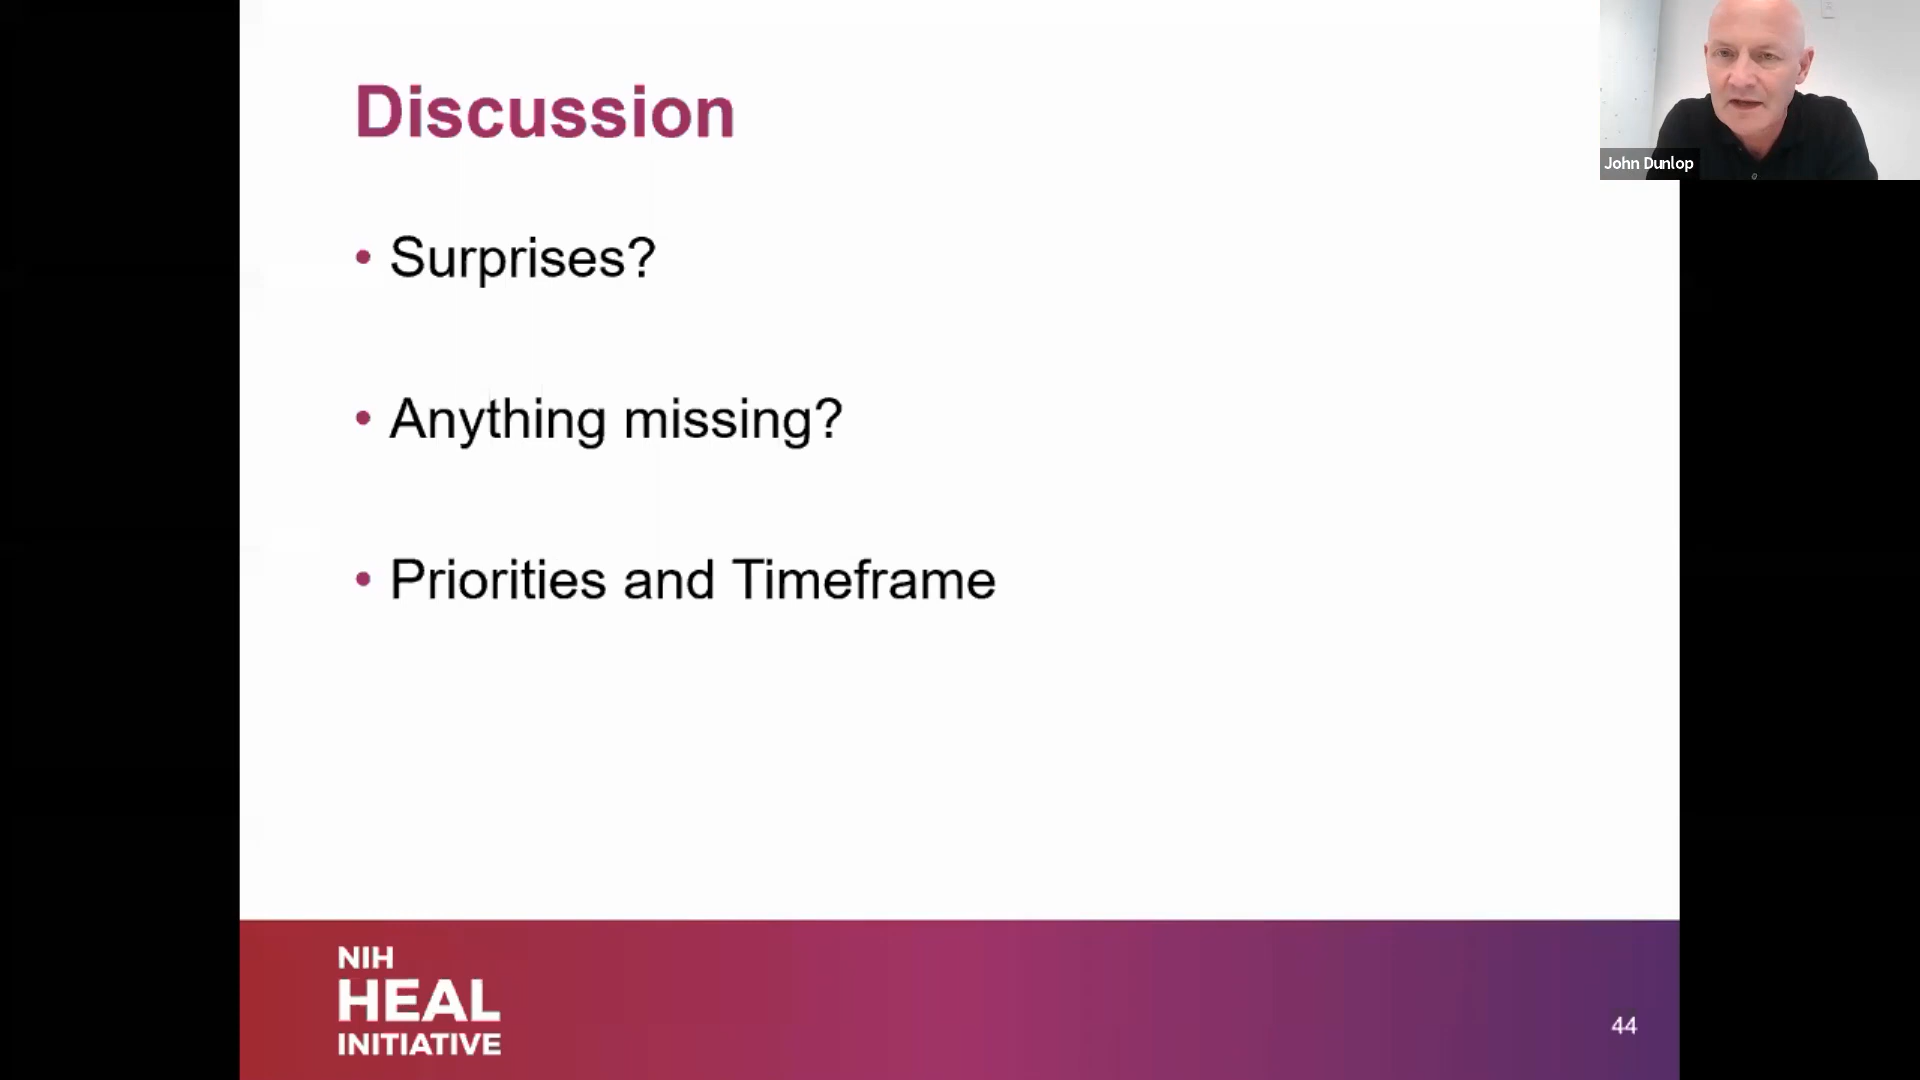 Discussion
• Surprises?
• Anything missing?
• Priorities and Timeframe
John Dunlop
NIH
HEAL
INITIATIVE
44